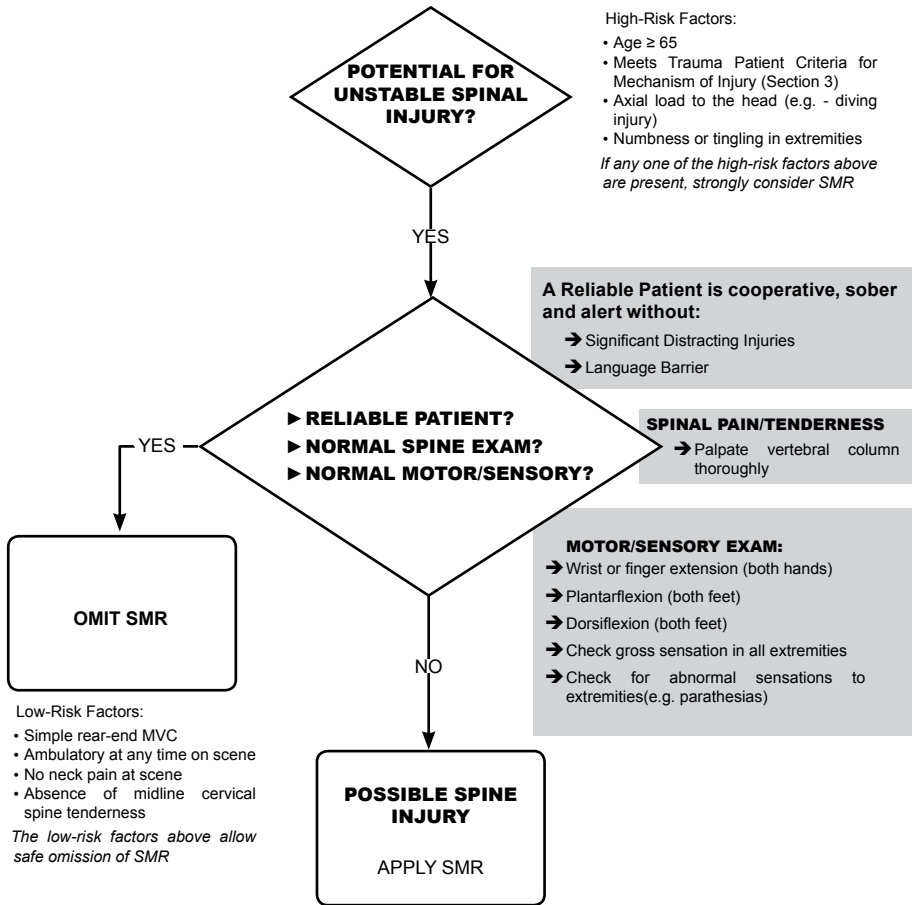 POTENTIAL FOR
UNSTABLE SPINAL
INJURY?
High-Risk Factors:
• Age ≥ 65
• Meets Trauma Patient Criteria for
Mechanism of Injury (Section 3)
• Axial load to the head (e.g. - diving
injury)
• Numbness or tingling in extremities
If any one of the high-risk factors above
are present, strongly consider SMR
YES
A Reliable Patient is cooperative, sober
and alert without:
➔ Significant Distracting Injuries
➔ Language Barrier
► RELIABLE PATIENT?
► NORMAL SPINE EXAM?
► NORMAL MOTOR/SENSORY?
SPINAL PAIN/TENDERNESS
➔ Palpate vertebral column
thoroughly
YES
MOTOR/SENSORY EXAM:
➔ Wrist or finger extension (both hands)
➔ Plantarflexion (both feet)
➔ Dorsiflexion (both feet)
➔ Check gross sensation in all extremities
➔ Check for abnormal sensations to
extremities(e.g. parathesias)
OMIT SMR
NO
Low-Risk Factors:
• Simple rear-end MVC
• Ambulatory at any time on scene
• No neck pain at scene
• Absence of midline cervical
spine tenderness
The low-risk factors above allow
safe omission of SMR
POSSIBLE SPINE
INJURY
APPLY SMR